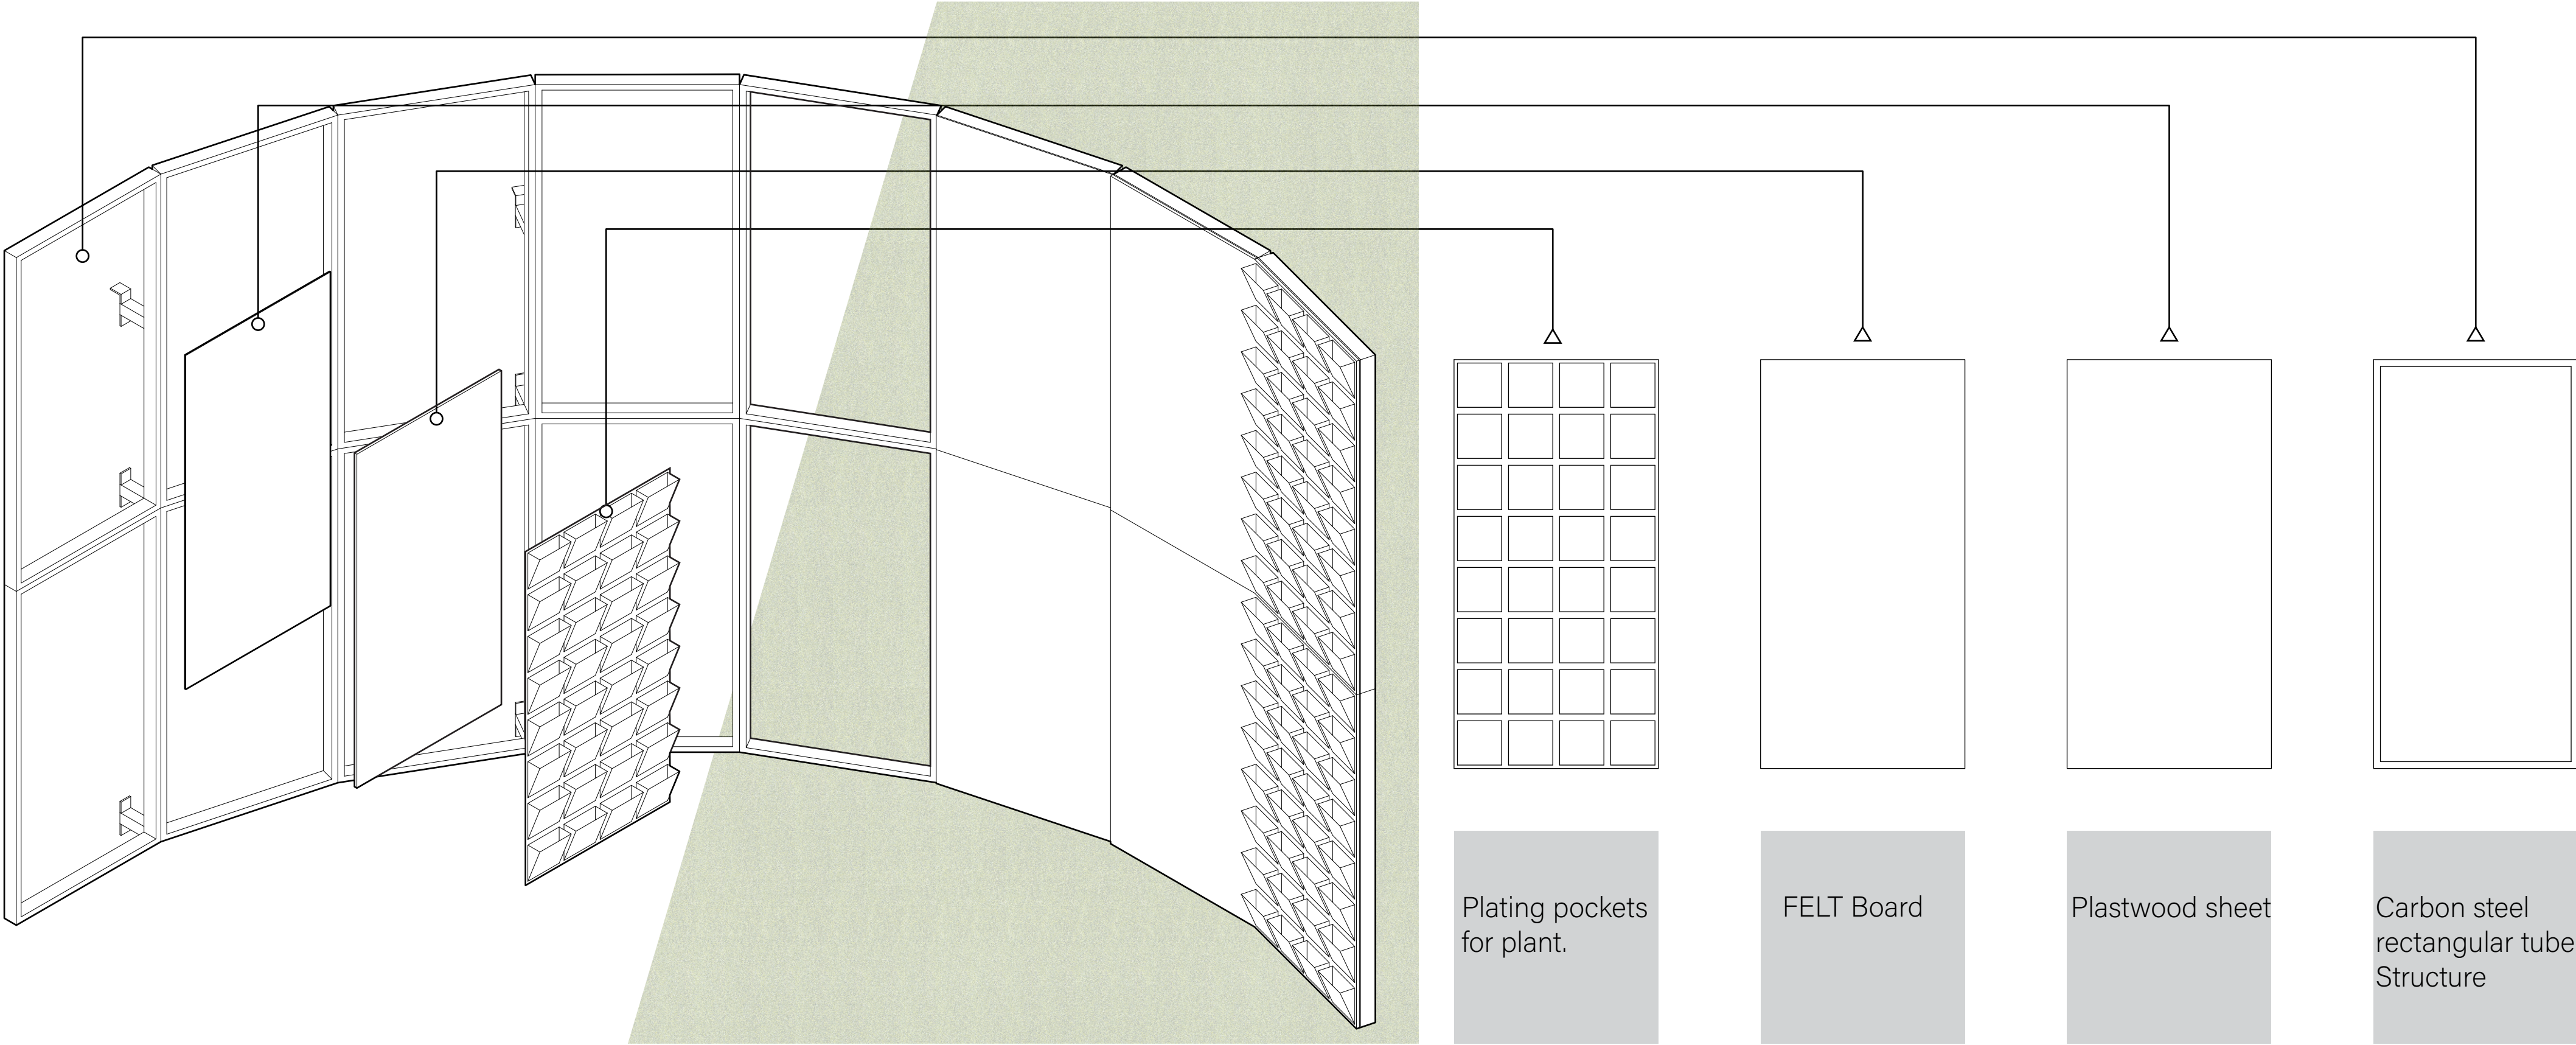 Plating pockets
for plant.
FELT Board
Plastwood sheet
Carbon steel
rectangular tube
Structure